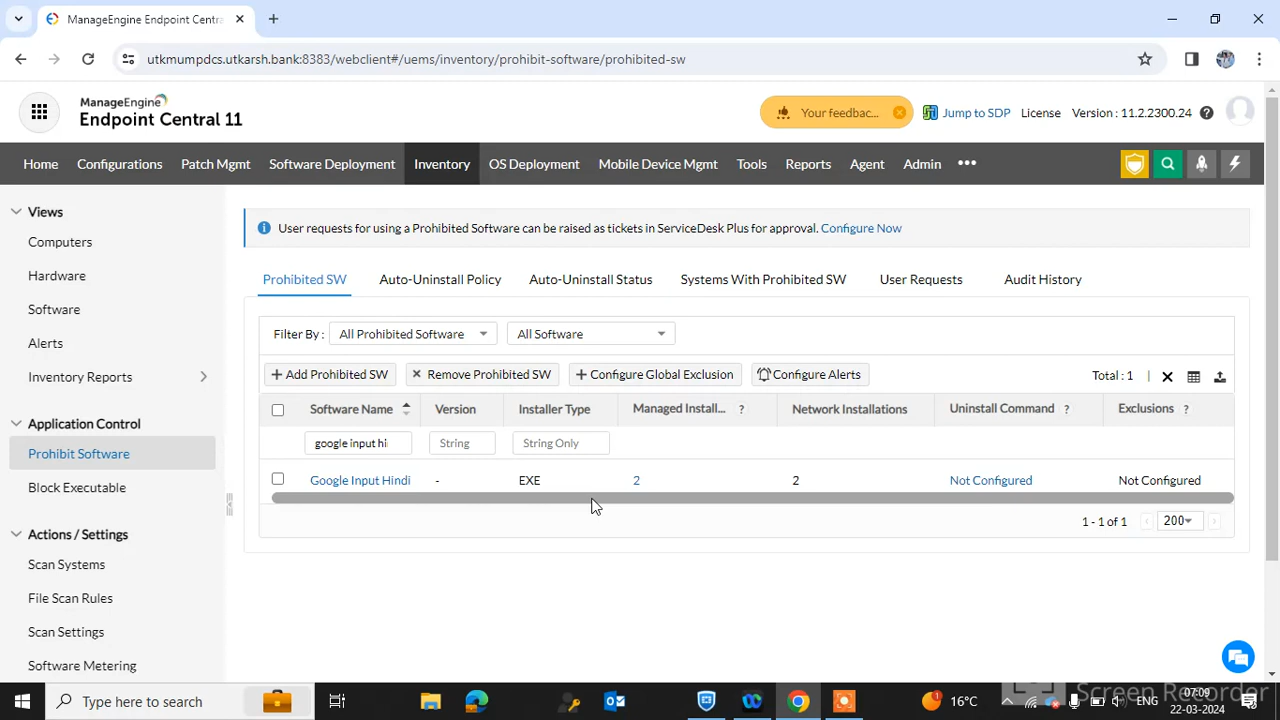 ManageEngine Endpoint Centra
utkmumpdcs.utkarsh.bank:8383/webclient#/uems/inventory/prohibit-software/prohibited-sw
ManageEngine
Endpoint Central 11
Your feedbac...
Jump to SDP
License
Version : 11.2.2300.24
Home Configurations Patch Mgmt Software Deployment Inventory OS Deployment Mobile Device Mgmt Tools Reports Agent Admin •••
Views
Computers
Hardware
Software
Alerts
Inventory Reports
Application Control
Prohibit Software
Block Executable
Actions / Settings
Scan Systems
File Scan Rules
Scan Settings
Software Metering
User requests for using a Prohibited Software can be raised as tickets in ServiceDesk Plus for approval. Configure Now
Prohibited SW Auto-Uninstall Policy Auto-Uninstall Status Systems With Prohibited SW User Requests Audit History
Filter By : All Prohibited Software All Software
+ Add Prohibited SW × Remove Prohibited SW + Configure Global Exclusion Configure Alerts Total : 1
Software Name Version Installer Type Managed Install... ? Network Installations Uninstall Command ? Exclusions ?
google input hi String String Only
Google Input Hindi - EXE 2 2 Not Configured Not Configured
1 - 1 of 1 200
Type here to search
16°C
ENG
07:09
22-03-2024
Screen Recorder